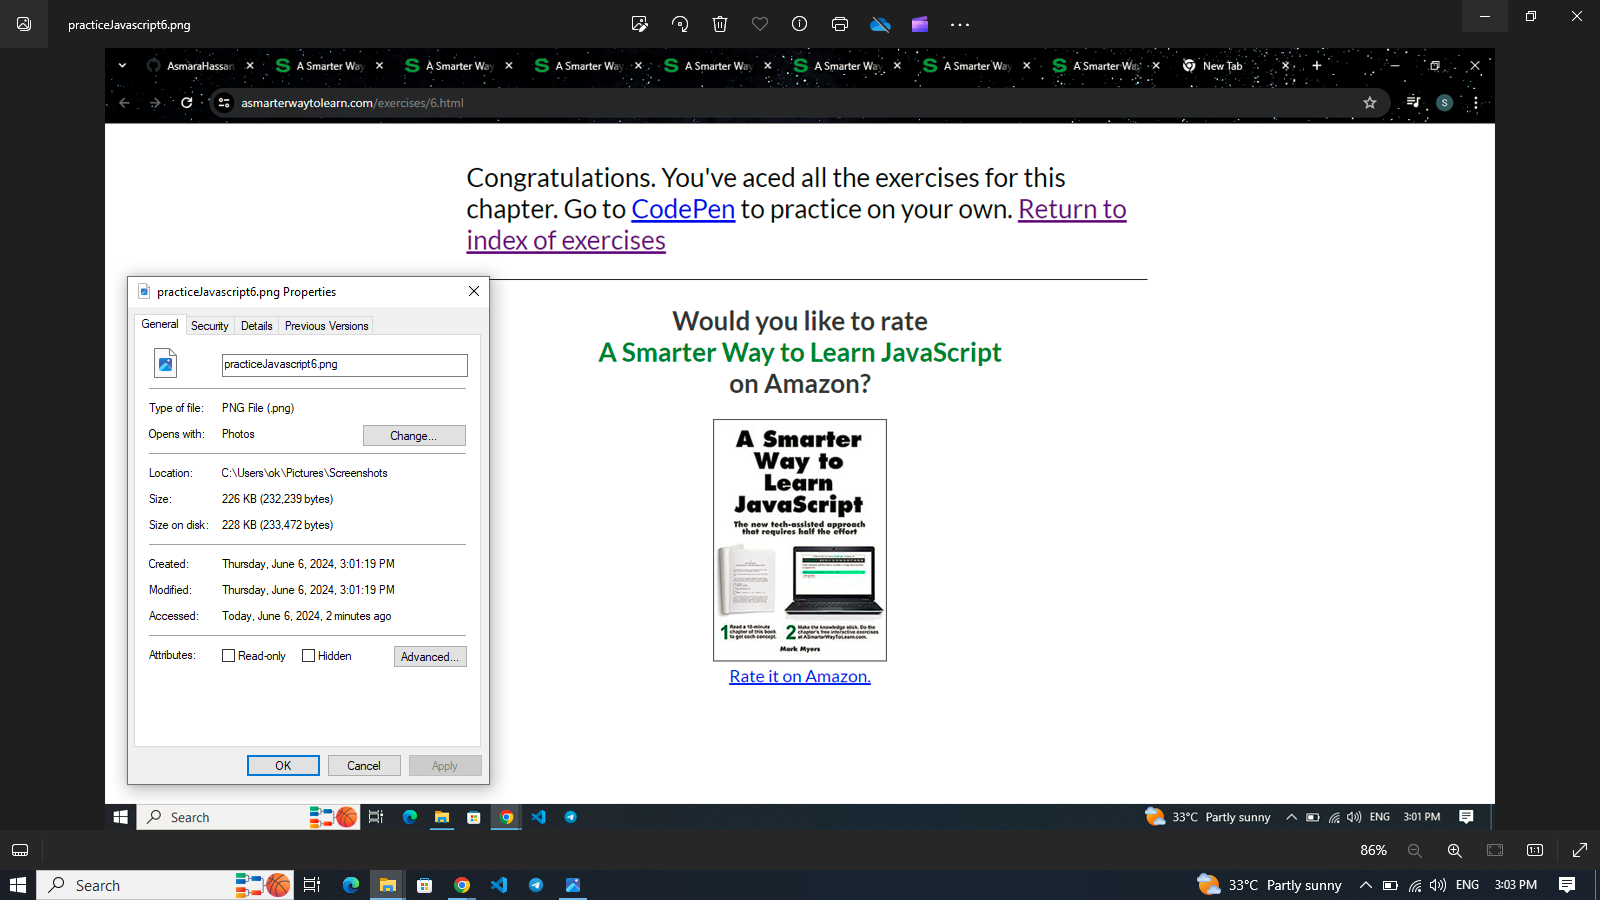 practiceJavascript6.png
AsmaraHassan
A Smarter Way
A Smarter Way
A Smarter Way
A Smarter Way
A Smarter Way
A Smarter Way
A Smarter Way
New Tab
asmarterwaytolearn.com/exercises/6.html
S
Congratulations. You've aced all the exercises for this
chapter. Go to CodePen to practice on your own. Return to
index of exercises
practiceJavascript6.png Properties
General
Security
Details
Previous Versions
practiceJavascript6.png
Type of file: PNG File (.png)
Opens with: Photos
Change...
Location: C:\Users\ok\Pictures\Screenshots
Size: 226 KB (232,239 bytes)
Size on disk: 228 KB (233,472 bytes)
Created: Thursday, June 6, 2024, 3:01:19 PM
Modified: Thursday, June 6, 2024, 3:01:19 PM
Accessed: Today, June 6, 2024, 2 minutes ago
Attributes: Read-only Hidden Advanced...
OK Cancel Apply
Would you like to rate
A Smarter Way to Learn JavaScript
on Amazon?
A Smarter
Way to
Learn
JavaScript
The new tech-assisted approach
that requires half the effort
1 Read a 10-minute
chapter of this book
to get each concept.
2 Make the knowledge stick. Do the
chapter's free interactive exercises
at ASmarterWayToLearn.com.
Mark Myers
Rate it on Amazon.
Search
33°C Partly sunny
ENG
3:01 PM
86%
1:1
Search
33°C Partly sunny
ENG
3:03 PM